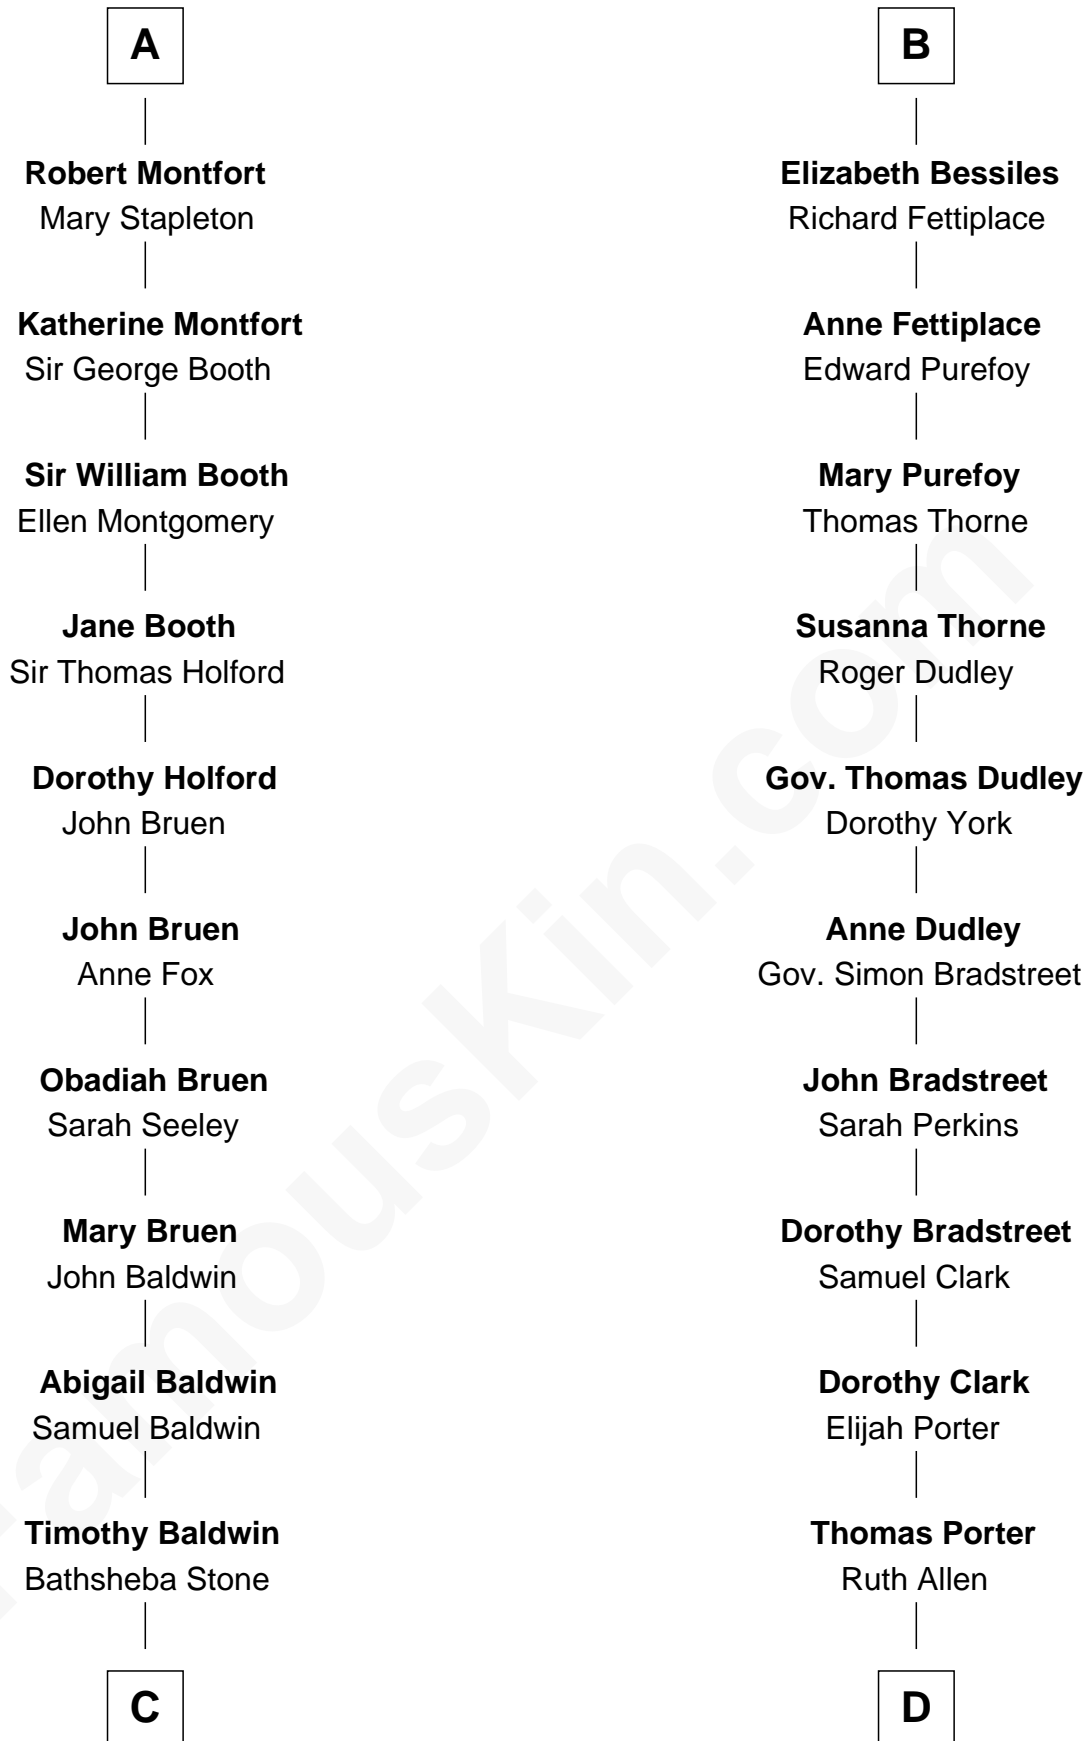 A
Robert Montfort
Mary Stapleton
Katherine Montfort
Sir George Booth
Sir William Booth
Ellen Montgomery
Jane Booth
Sir Thomas Holford
Dorothy Holford
John Bruen
John Bruen
Anne Fox
Obadiah Bruen
Sarah Seeley
Mary Bruen
John Baldwin
Abigail Baldwin
Samuel Baldwin
Timothy Baldwin
Bathsheba Stone
C
B
Elizabeth Bessiles
Richard Fettiplace
Anne Fettiplace
Edward Purefoy
Mary Purefoy
Thomas Thorne
Susanna Thorne
Roger Dudley
Gov. Thomas Dudley
Dorothy York
Anne Dudley
Gov. Simon Bradstreet
John Bradstreet
Sarah Perkins
Dorothy Bradstreet
Samuel Clark
Dorothy Clark
Elijah Porter
Thomas Porter
Ruth Allen
D
FamousKin.com